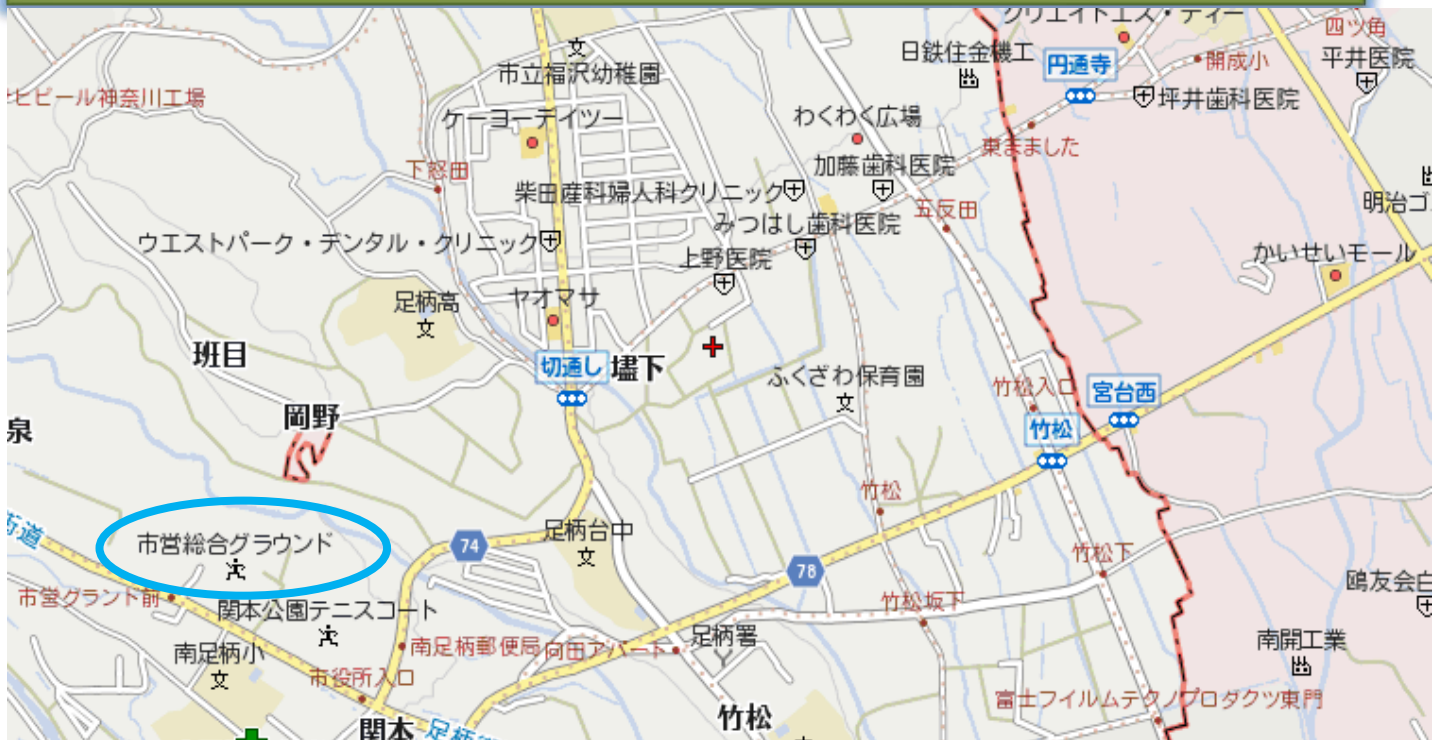 クリエイトエス・ディー
四ツ角
文
日鉄住金機工
円通寺
開成小
平井医院
市立福沢幼稚園
ヒビール神奈川工場
坪井歯科医院
ケーヨーデイツー
わくわく広場
東まました
下怒田
加藤歯科医院
柴田産科婦人科クリニック
明治ゴ
みつはし歯科医院
五反田
ウエストパーク・デンタル・クリニック
上野医院
かいせいモール
足柄高
文
ヤオマサ
班目
切通し
壗下
ふくざわ保育園
文
竹松入口
宮台西
岡野
泉
竹松
竹松
街道
市営総合グラウンド
74
足柄台中
文
竹松下
78
市営グランド前
関本公園テニスコート
竹松坂下
鴎友会白
南足柄小
文
南足柄郵便局
向田アパート
足柄署
南開工業
市役所入口
富士フイルムテクノプロダクツ東門
関本
足柄
竹松